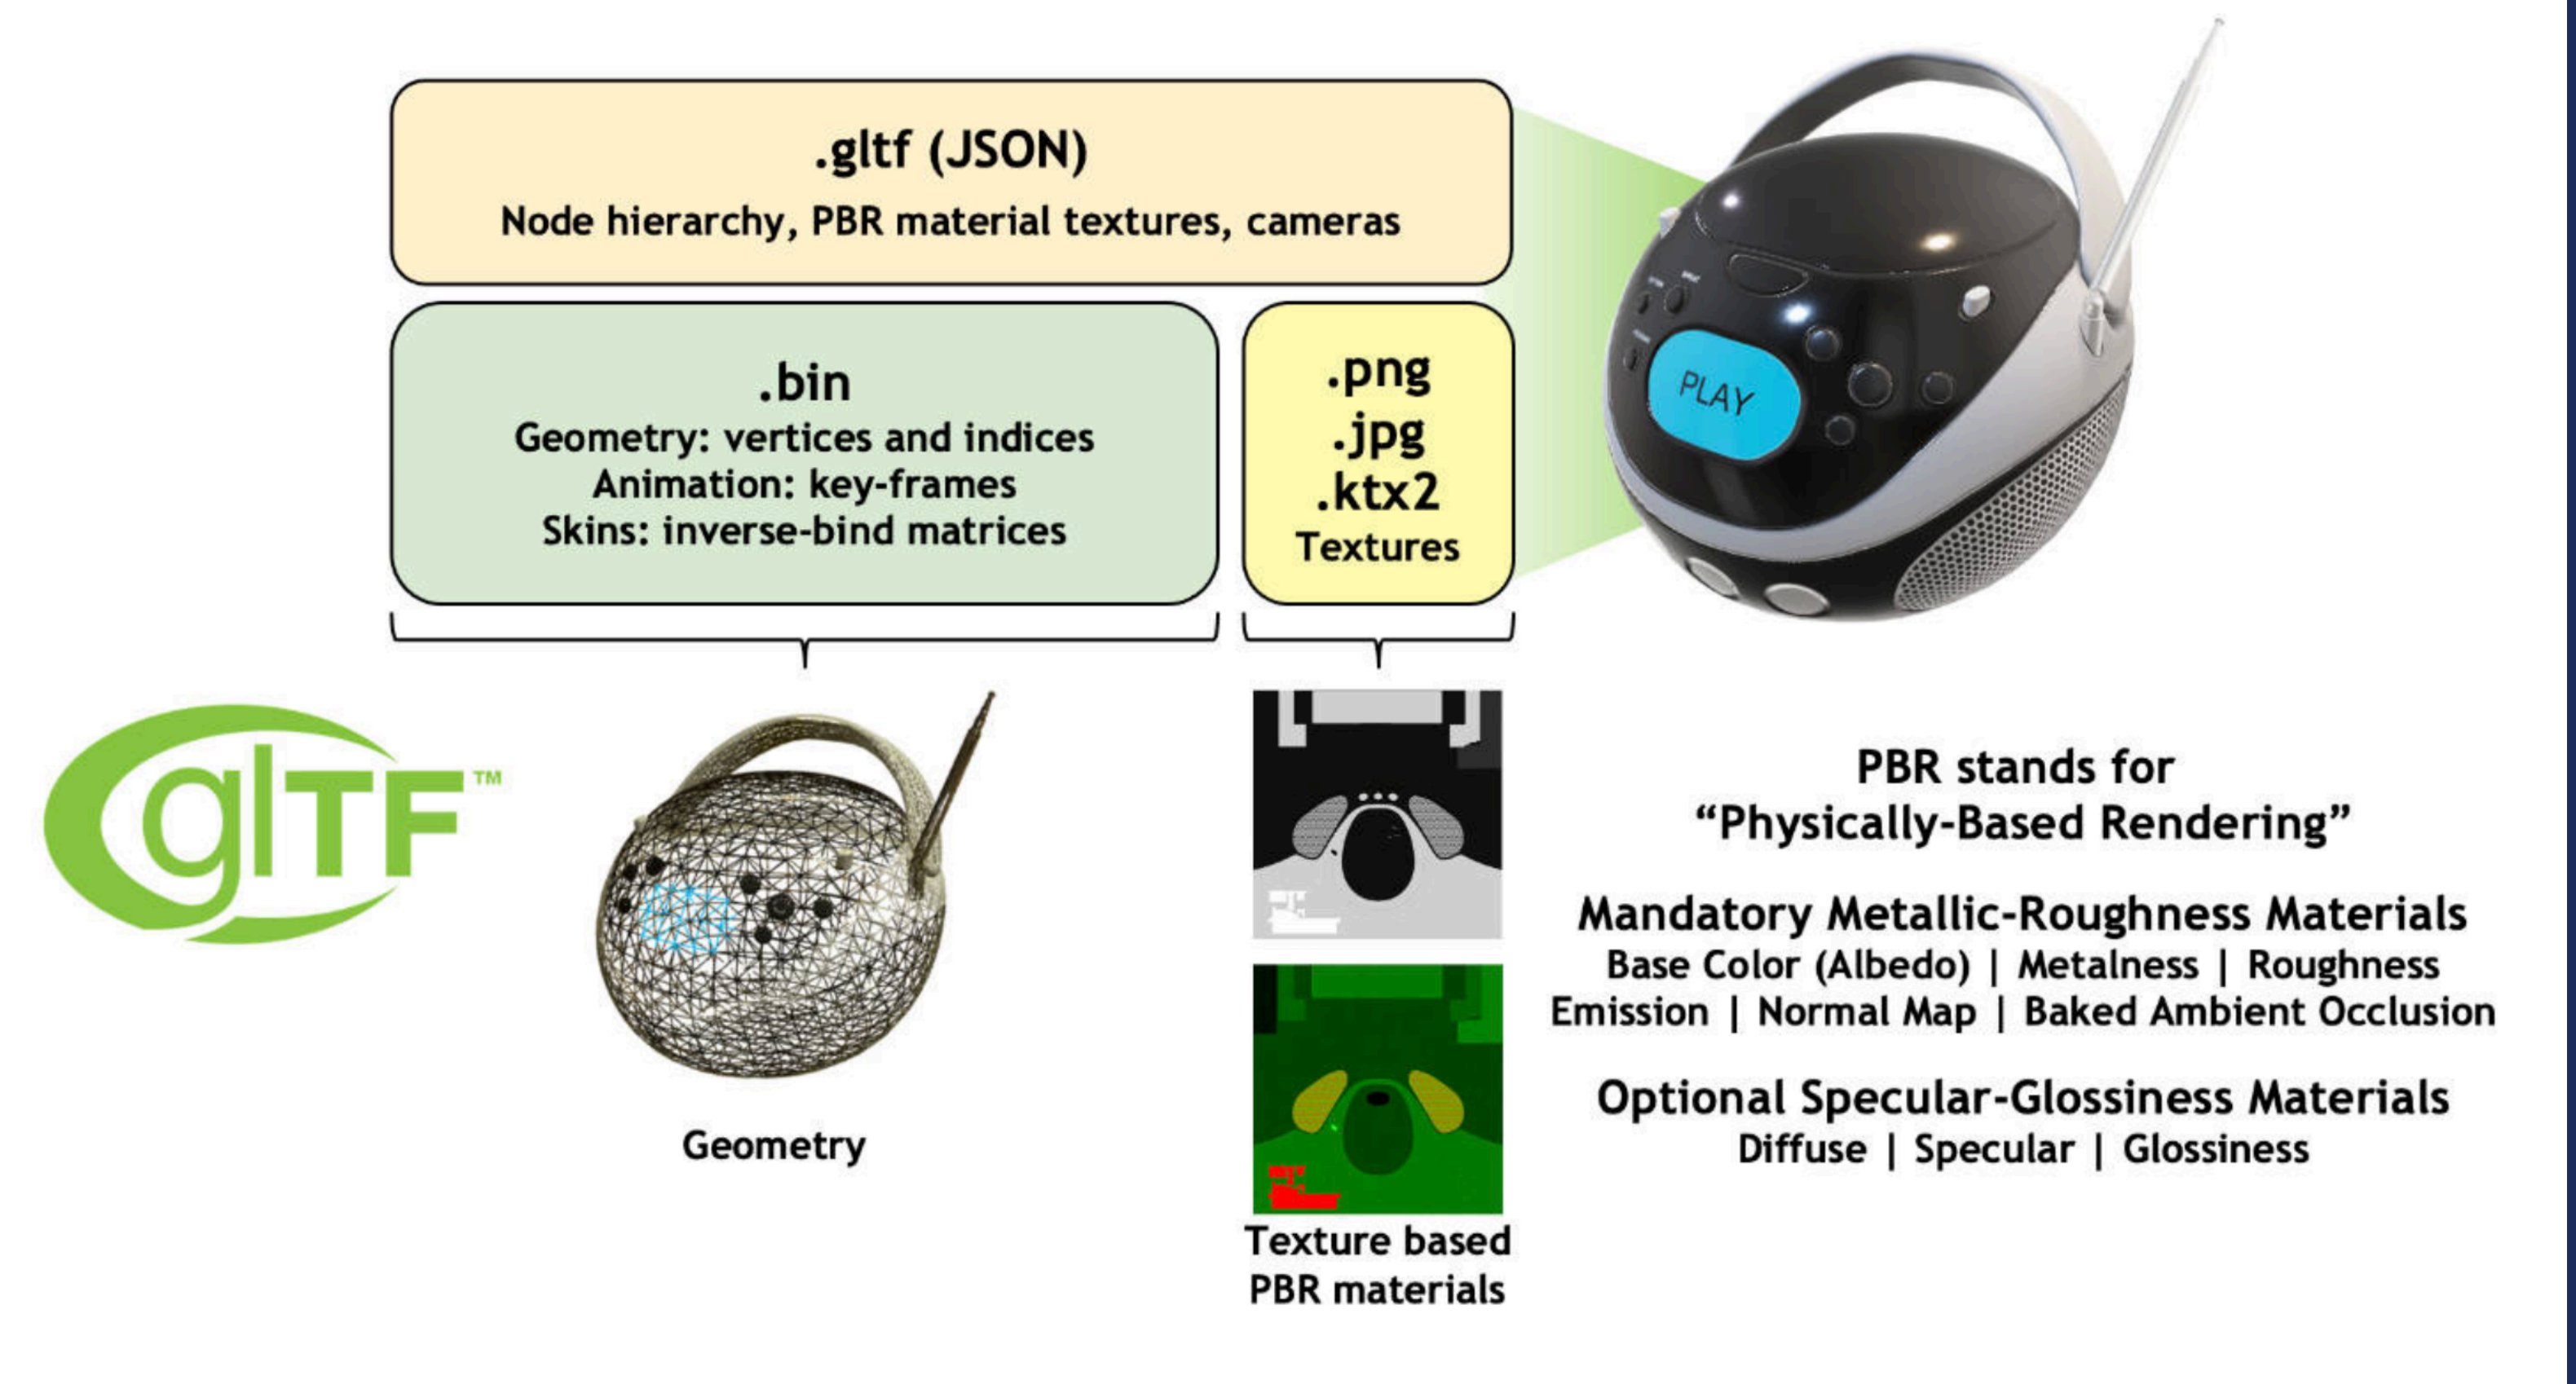 .gltf (JSON)
Node hierarchy, PBR material textures, cameras
.bin
Geometry: vertices and indices
Animation: key-frames
Skins: inverse-bind matrices
.png
.jpg
.ktx2
Textures
PLAY
glTF™
Geometry
Texture based
PBR materials
PBR stands for
“Physically-Based Rendering”
Mandatory Metallic-Roughness Materials
Base Color (Albedo) | Metalness | Roughness
Emission | Normal Map | Baked Ambient Occlusion
Optional Specular-Glossiness Materials
Diffuse | Specular | Glossiness